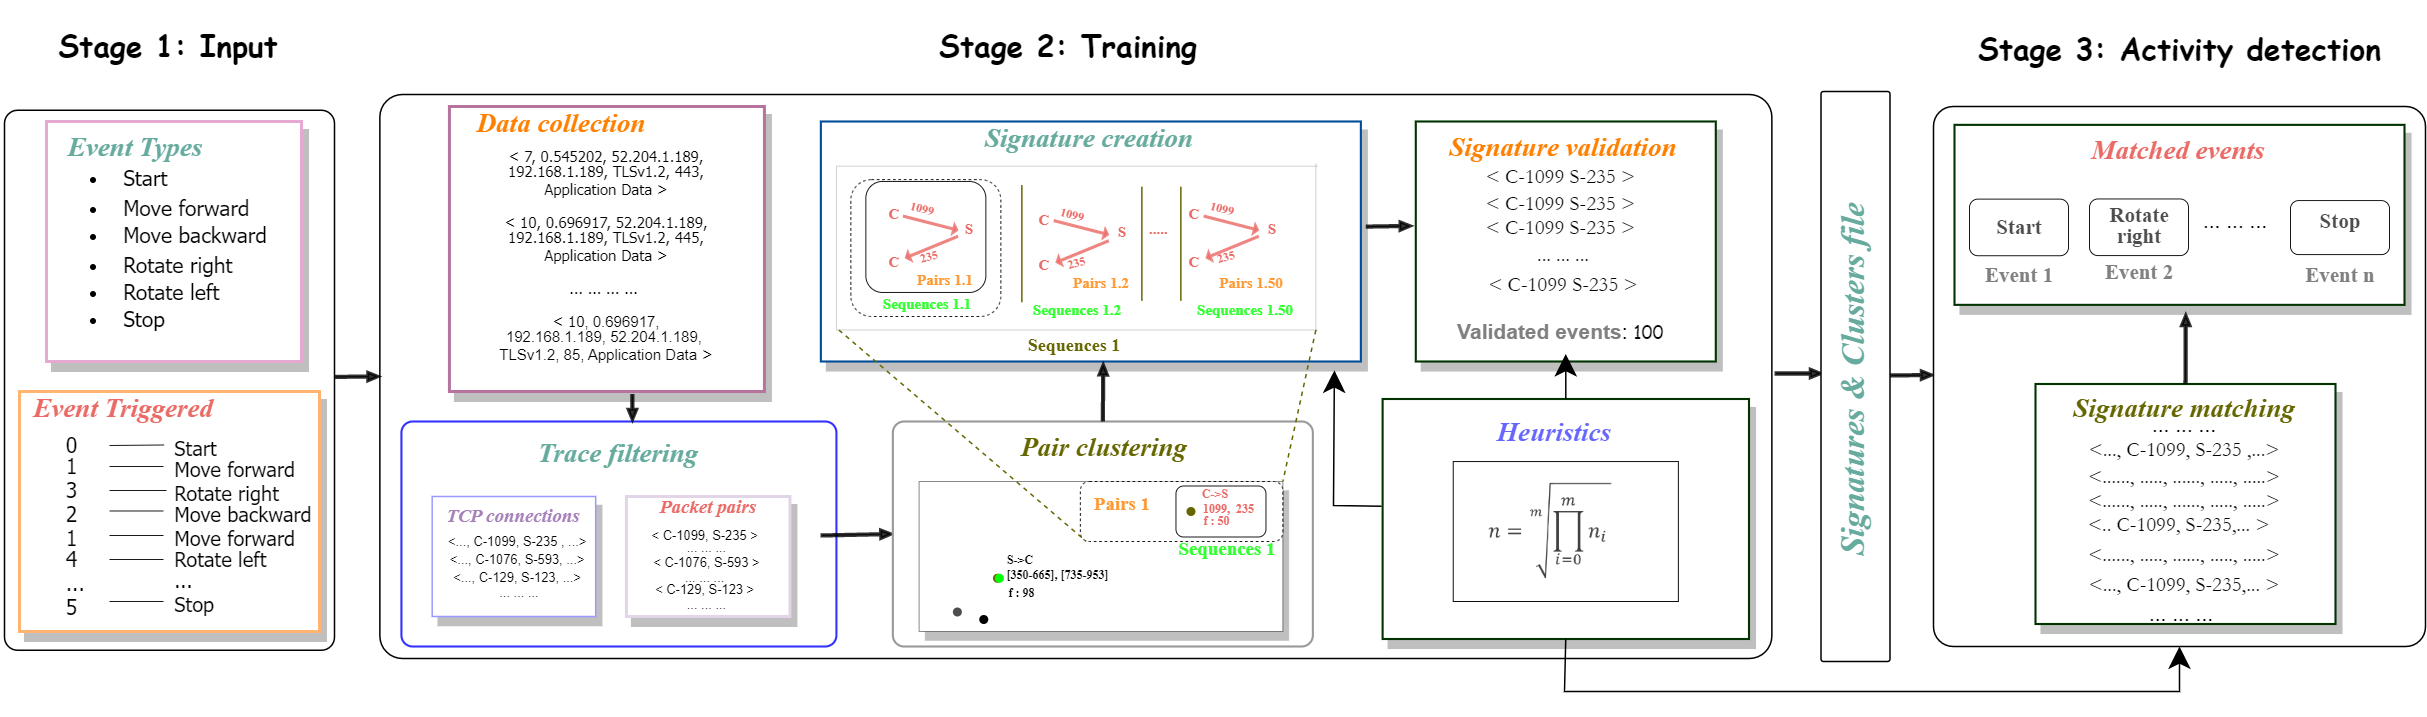 Stage 1: Input
Event Types
• Start
• Move forward
• Move backward
• Rotate right
• Rotate left
• Stop
Event Triggered
0 Start
1 Move forward
3 Rotate right
2 Move backward
1 Move forward
4 Rotate left
... ...
5 Stop
Stage 2: Training
Data collection
< 7, 0.545202, 52.204.1.189,
192.168.1.189, TLSv1.2, 443,
Application Data >
< 10, 0.696917, 52.204.1.189,
192.168.1.189, TLSv1.2, 445,
Application Data >
... ... ... ...
< 10, 0.696917,
192.168.1.189, 52.204.1.189,
TLSv1.2, 85, Application Data >
Trace filtering
TCP connections
<..., C-1099, S-235 , ...>
<..., C-1076, S-593, ...>
<..., C-129, S-123, ...>
... ... ...
Packet pairs
< C-1099, S-235 >
... ... ...
< C-1076, S-593 >
... ... ...
< C-129, S-123 >
... ... ...
Signature creation
C 1099 S
C 235
Pairs 1.1
Sequences 1.1
C 1099 S
C 235
Pairs 1.2
Sequences 1.2
.....
C 1099 S
C 235
Pairs 1.50
Sequences 1.50
Sequences 1
Pair clustering
Pairs 1
C->S
1099, 235
f : 50
Sequences 1
S->C
[350-665], [735-953]
f : 98
Signature validation
< C-1099 S-235 >
< C-1099 S-235 >
< C-1099 S-235 >
... ... ...
< C-1099 S-235 >
Validated events: 100
Heuristics
n = m√∏ m i=0 nᵢ
Signatures & Clusters file
Stage 3: Activity detection
Matched events
Start
Event 1
Rotate
right
Event 2
... ... ...
Stop
Event n
Signature matching
... ... ...
<..., C-1099, S-235 ,...>
<....., ....., ....., ....., .....>
<....., ....., ....., ....., .....>
<.. C-1099, S-235,... >
<....., ....., ....., ....., .....>
<..., C-1099, S-235,... >
... ... ...